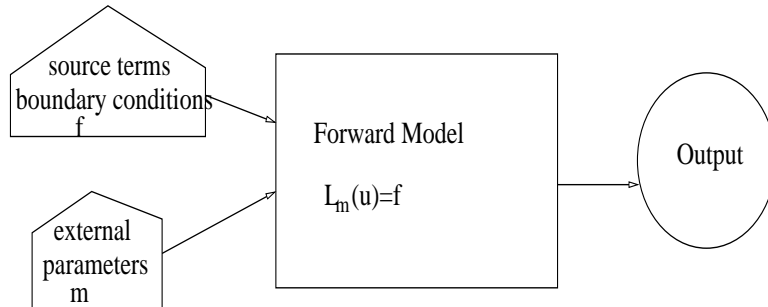 source terms
boundary conditions
f
external
parameters
m
Forward Model
Lm(u)=f
Output